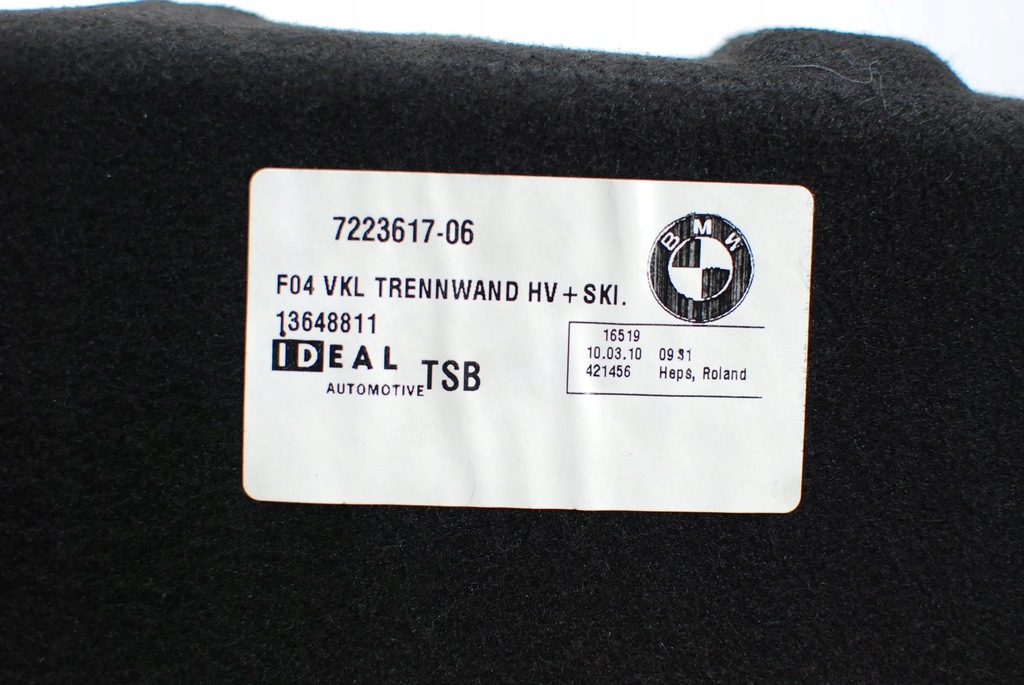 7223617-06
BMW
F04 VKL TRENNWAND HV+SKI.
13648811
IDEAL
AUTOMOTIVE
TSB
16519
10.03.10 09:31
421456 Heps, Roland